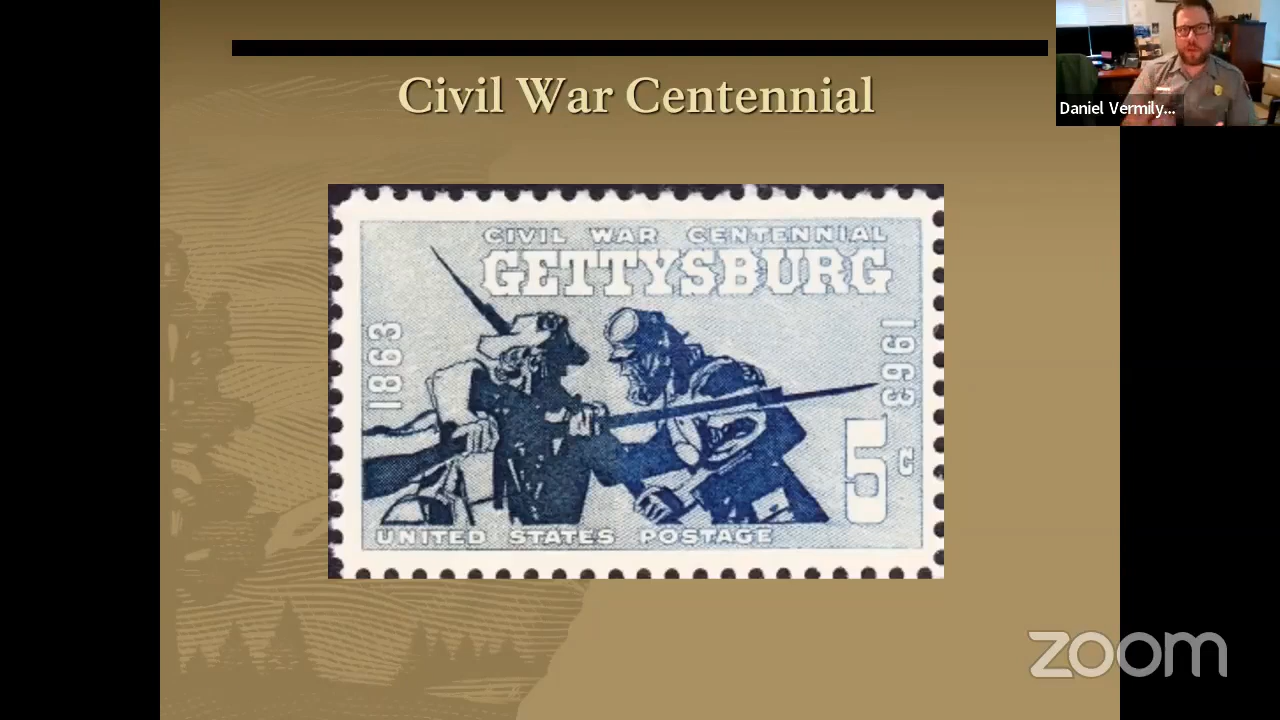 Civil War Centennial
Daniel Vermily...
CIVIL WAR CENTENNIAL
GETTYSBURG
1863
1963
5 c
UNITED STATES POSTAGE
zoom